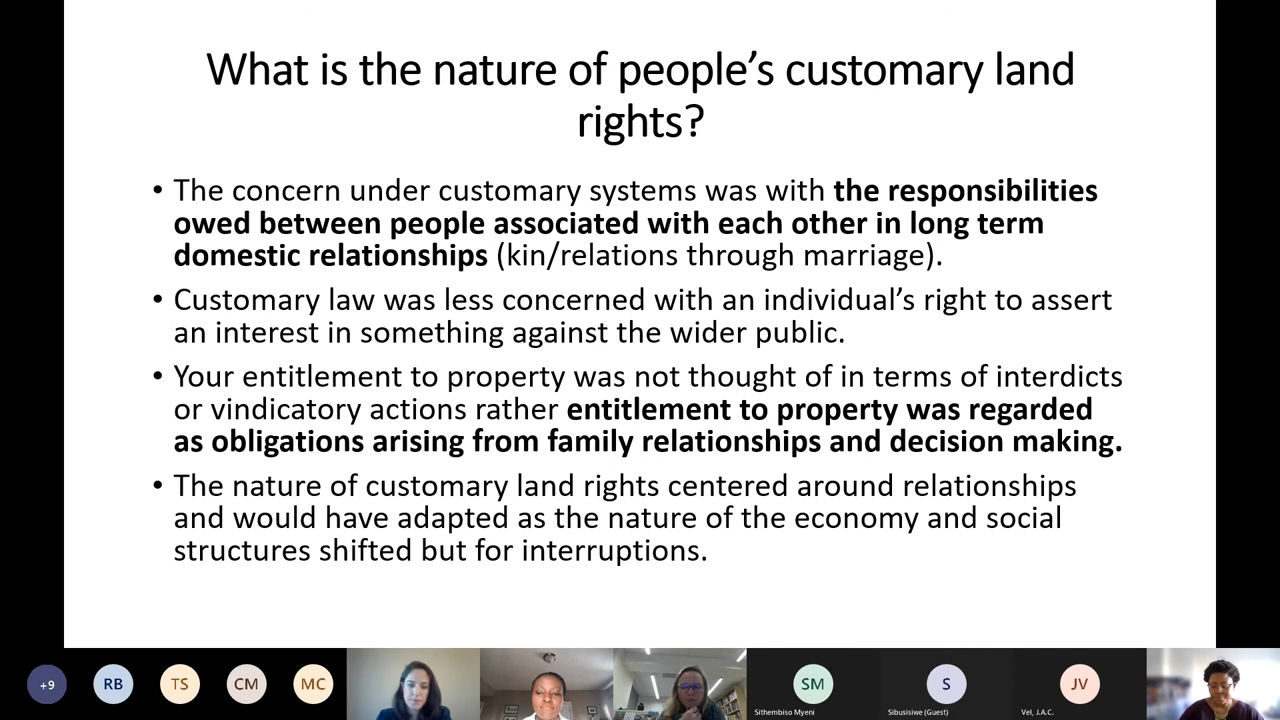 What is the nature of people’s customary land
rights?
• The concern under customary systems was with the responsibilities
owed between people associated with each other in long term
domestic relationships (kin/relations through marriage).
• Customary law was less concerned with an individual’s right to assert
an interest in something against the wider public.
• Your entitlement to property was not thought of in terms of interdicts
or vindicatory actions rather entitlement to property was regarded
as obligations arising from family relationships and decision making.
• The nature of customary land rights centered around relationships
and would have adapted as the nature of the economy and social
structures shifted but for interruptions.
+9 RB TS CM MC SM S JV
Sithembiso Myeni Sibusisiwe (Guest) Vel, J.A.C.